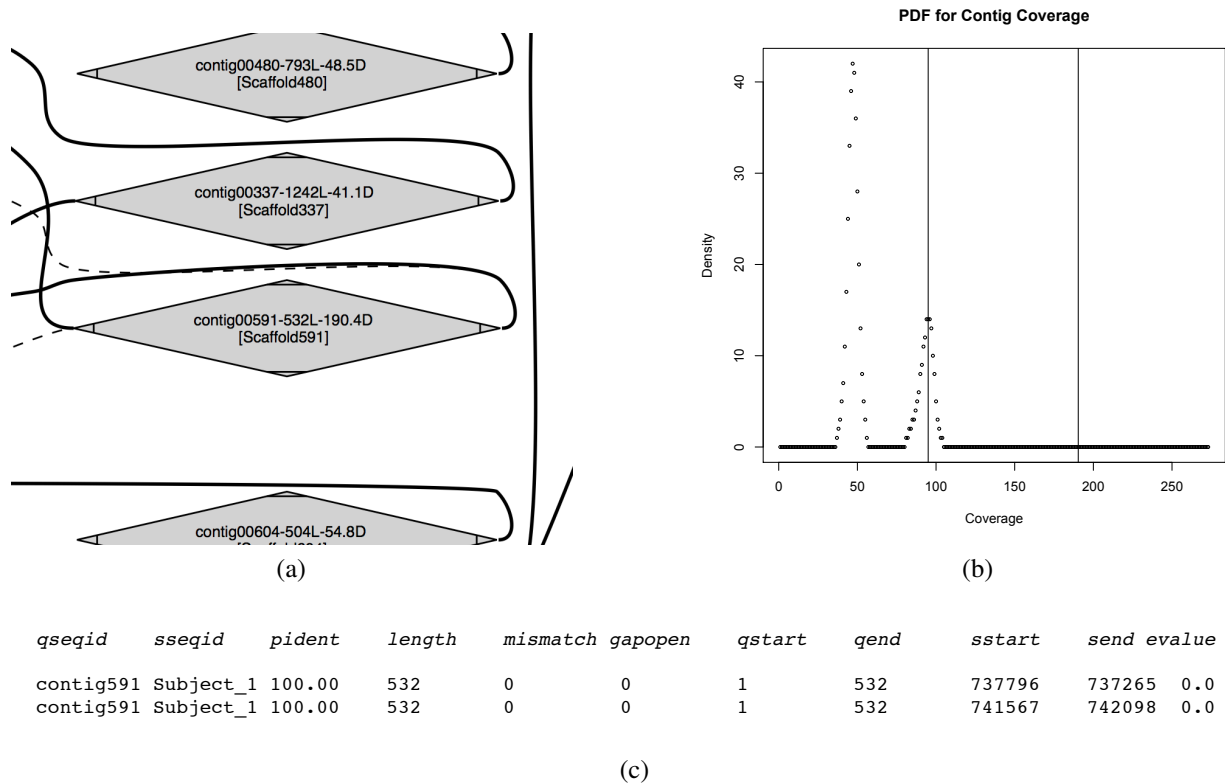 contig00480-793L-48.5D
[Scaffold480]
contig00337-1242L-41.1D
[Scaffold337]
contig00591-532L-190.4D
[Scaffold591]
contig00604-504L-54.8D
(a)
PDF for Contig Coverage
Density
0
10
20
30
40
0 50 100 150 200 250
Coverage
(b)
qseqid sseqid pident length mismatch gapopen qstart qend sstart send evalue
contig591 Subject_1 100.00 532 0 0 1 532 737796 737265 0.0
contig591 Subject_1 100.00 532 0 0 1 532 741567 742098 0.0
(c)